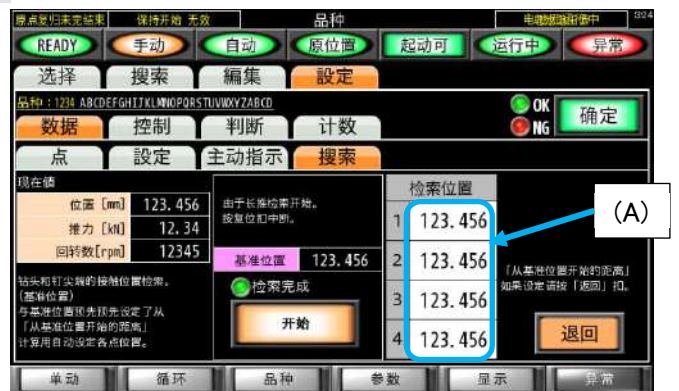 原点复归未完结束 保持开始 无效 品种 324
READY 手动 自动 原位置 起动可 运行中 异常
选择 搜索 编集 設定
品种：1234 ABCDEFGHIJKLMNOPQRSTUVWXYZABCD
OK
NG
确定
数据 控制 判断 计数
点 設定 主动指示 搜索
现在値
位置 [mm] 123.456
推力 [kN] 12.34
回转数[rpm] 12345
钻头和钉尖端的接触位置检索。
(基准位置)
与基准位置预先预先设定了从
「从基准位置开始的距离」
计算用自动设定各点位置。
由于长推检索开始。
按复位扣中断。
基准位置 123.456
检索完成
开始
检索位置
1 123.456
2 123.456
3 123.456
4 123.456
(A)
「从基准位置开始的距离」
如果设定请按「返回」扣。
退回
单动 循环 品种 参数 显示 异常